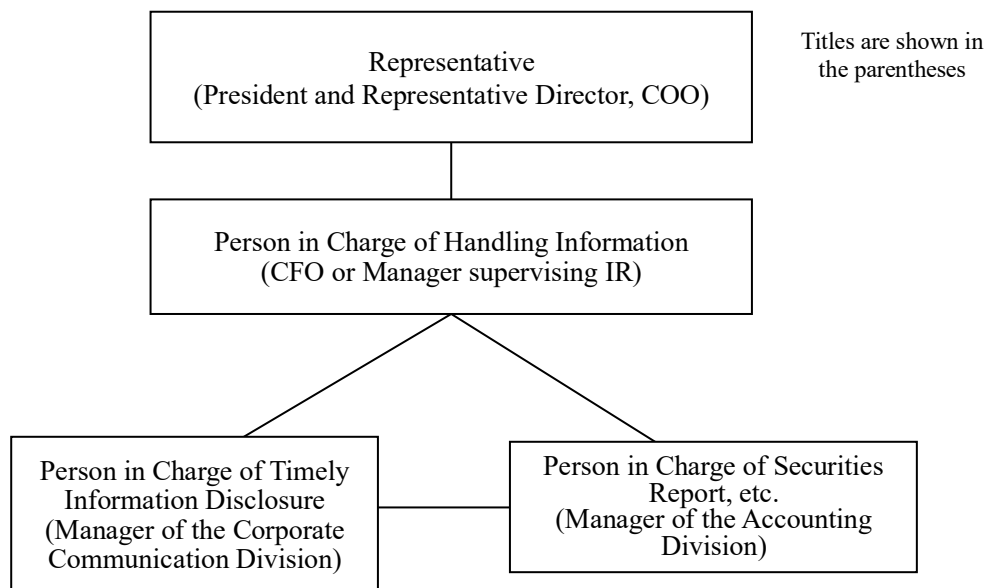 Representative
(President and Representative Director, COO)
Titles are shown in
the parentheses
Person in Charge of Handling Information
(CFO or Manager supervising IR)
Person in Charge of Timely
Information Disclosure
(Manager of the Corporate
Communication Division)
Person in Charge of Securities
Report, etc.
(Manager of the Accounting
Division)